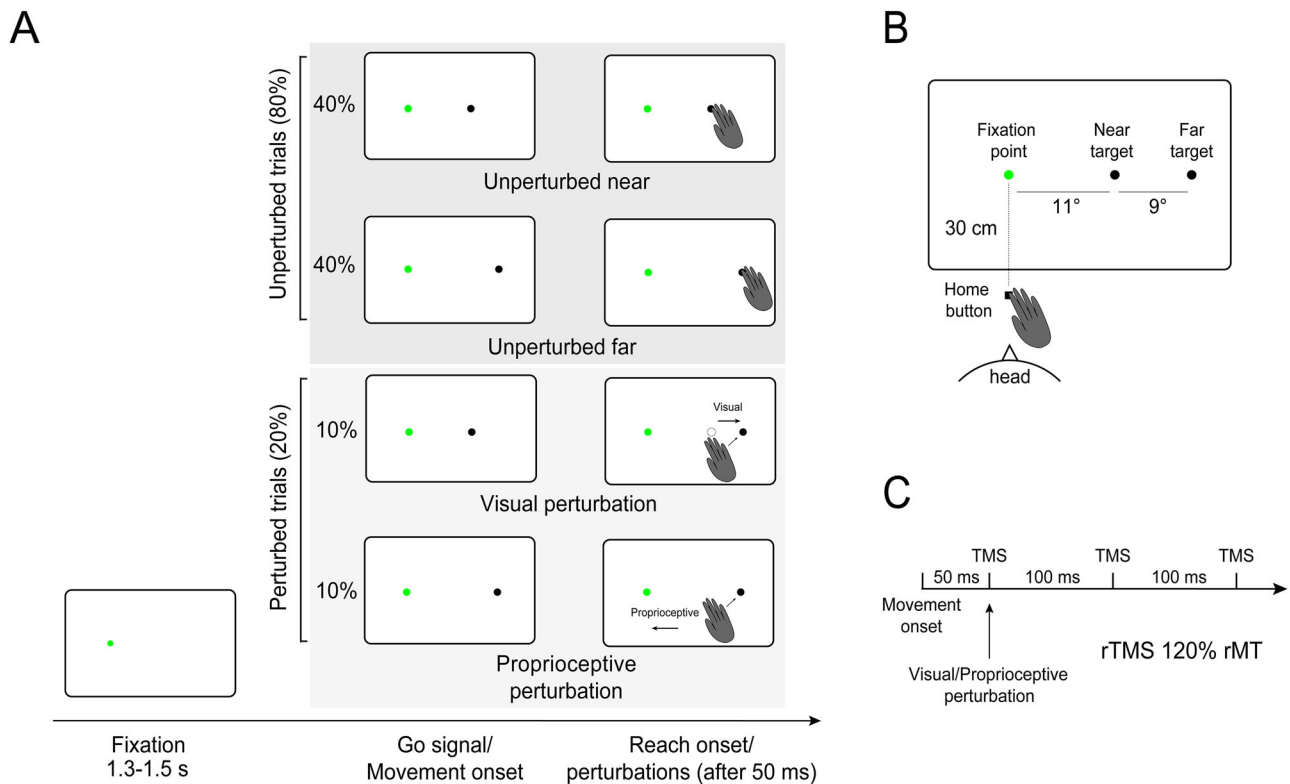 A
Unperturbed trials (80%)
40%
Unperturbed near
40%
Unperturbed far
Perturbed trials (20%)
10%
Visual
Visual perturbation
10%
Proprioceptive
Proprioceptive
perturbation
Fixation
1.3-1.5 s
Go signal/
Movement onset
Reach onset/
perturbations (after 50 ms)
B
Fixation
point
Near
target
Far
target
11°
9°
30 cm
Home
button
head
C
TMS
TMS
TMS
50 ms
100 ms
100 ms
Movement
onset
rTMS 120% rMT
Visual/Proprioceptive
perturbation